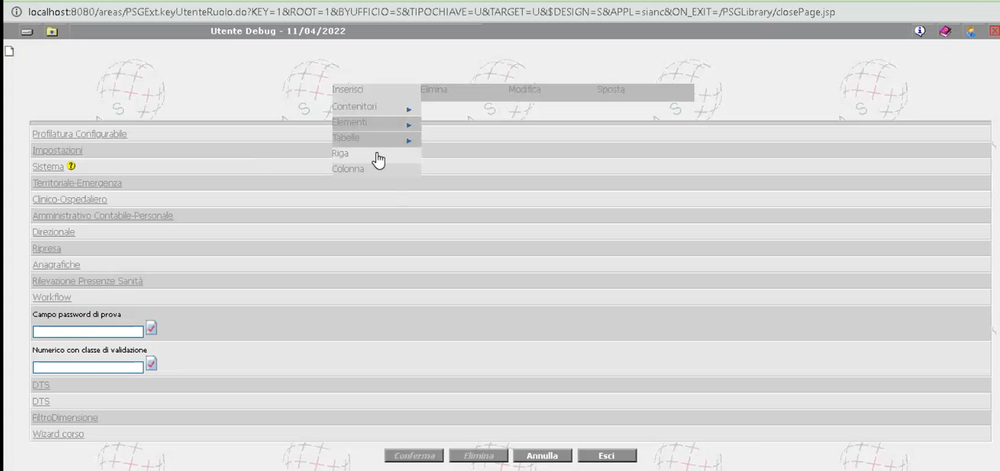 localhost:8080/areas/PSGExt.keyUtenteRuolo.do?KEY=1&ROOT=1&BYUFFICIO=S&TIPOCHIAVE=U&TARGET=U&$DESIGN=S&APPL=sianc&ON_EXIT=/PSGLibrary/closePage.jsp
Utente Debug - 11/04/2022
Inserisci Elimina Modifica Sposta
Contenitori
Elementi
Tabelle
Riga
Colonna
Profilatura Configurabile
Impostazioni
Sistema ?
Territoriale-Emergenza
Clinico-Ospedaliero
Amministrativo Contabile-Personale
Direzionale
Ripresa
Anagrafiche
Rilevazione Presenze Sanità
Workflow
Campo password di prova
Numerico con classe di validazione
DTS
DTS
FiltroDimensione
Wizard corso
Conferma Elimina Annulla Esci